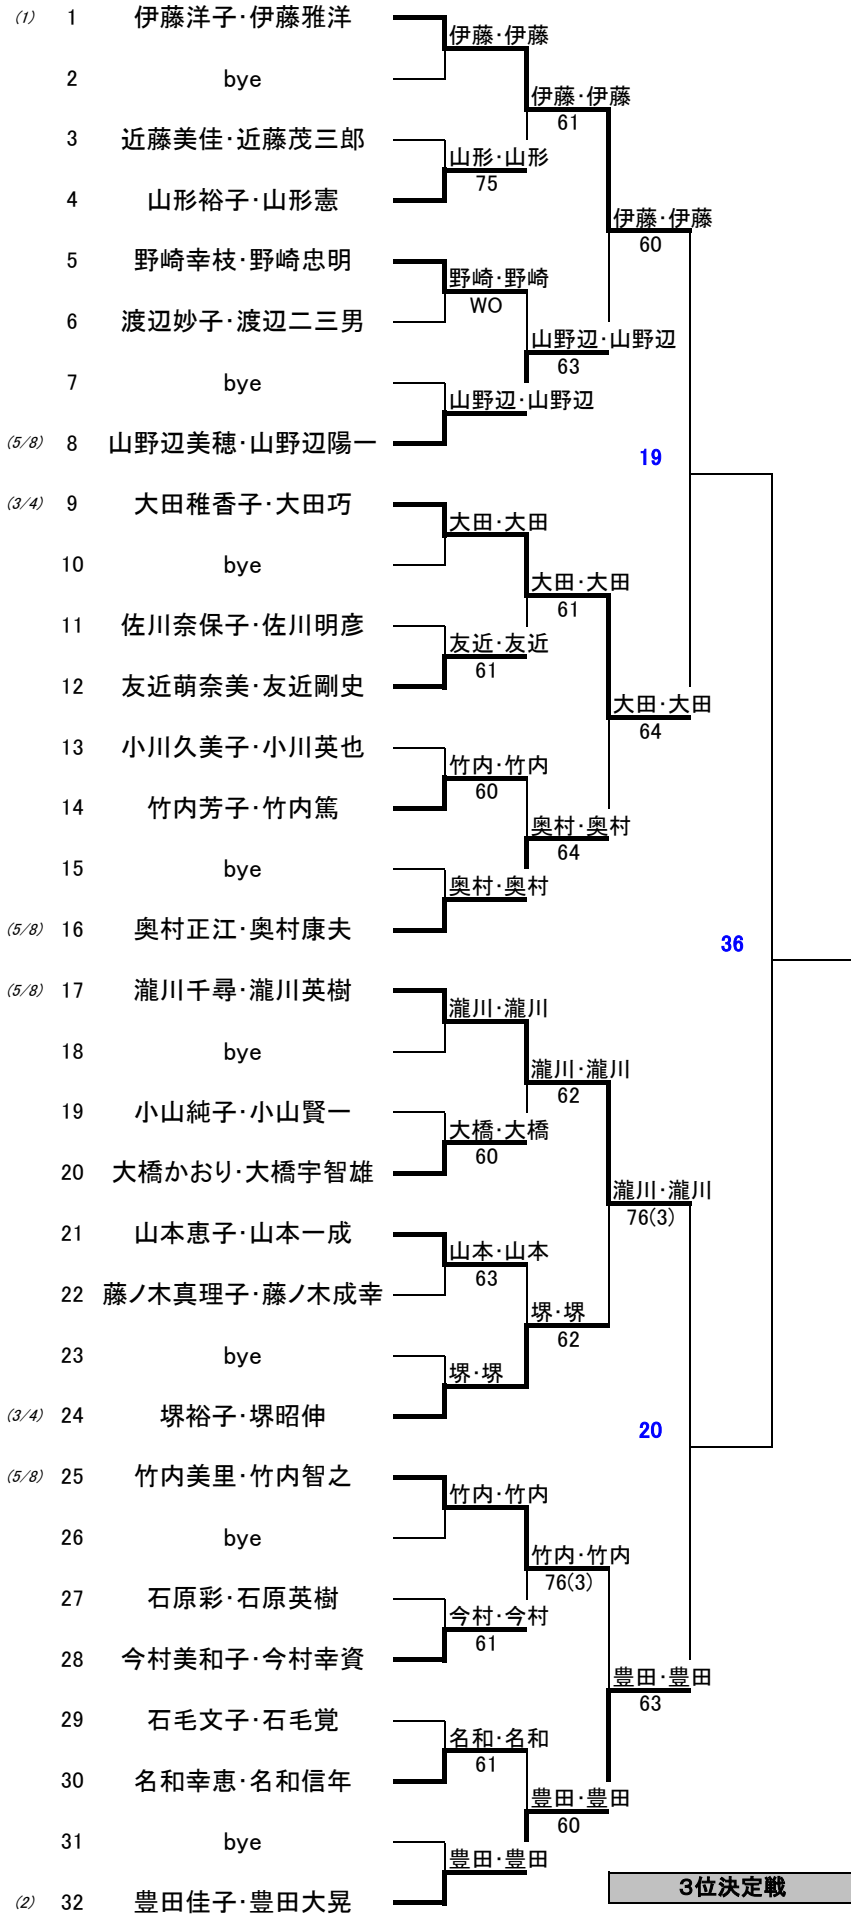 (1) 1 伊藤洋子・伊藤雅洋
伊藤・伊藤
2 bye
伊藤・伊藤
61
3 近藤美佳・近藤茂三郎
山形・山形
75
4 山形裕子・山形憲
伊藤・伊藤
60
5 野崎幸枝・野崎忠明
野崎・野崎
WO
6 渡辺妙子・渡辺二三男
山野辺・山野辺
63
7 bye
山野辺・山野辺
(5/8) 8 山野辺美穂・山野辺陽一
19
(3/4) 9 大田稚香子・大田巧
大田・大田
10 bye
大田・大田
61
11 佐川奈保子・佐川明彦
友近・友近
61
12 友近萌奈美・友近剛史
大田・大田
64
13 小川久美子・小川英也
竹内・竹内
60
14 竹内芳子・竹内篤
奥村・奥村
64
15 bye
奥村・奥村
(5/8) 16 奥村正江・奥村康夫
36
(5/8) 17 瀧川千尋・瀧川英樹
瀧川・瀧川
18 bye
瀧川・瀧川
62
19 小山純子・小山賢一
大橋・大橋
60
20 大橋かおり・大橋宇智雄
瀧川・瀧川
76(3)
21 山本恵子・山本一成
山本・山本
63
22 藤ノ木真理子・藤ノ木成幸
堺・堺
62
23 bye
堺・堺
(3/4) 24 堺裕子・堺昭伸
20
(5/8) 25 竹内美里・竹内智之
竹内・竹内
26 bye
竹内・竹内
76(3)
27 石原彩・石原英樹
今村・今村
61
28 今村美和子・今村幸資
豊田・豊田
63
29 石毛文子・石毛覚
名和・名和
61
30 名和幸恵・名和信年
豊田・豊田
60
31 bye
豊田・豊田
(2) 32 豊田佳子・豊田大晃
3位決定戦